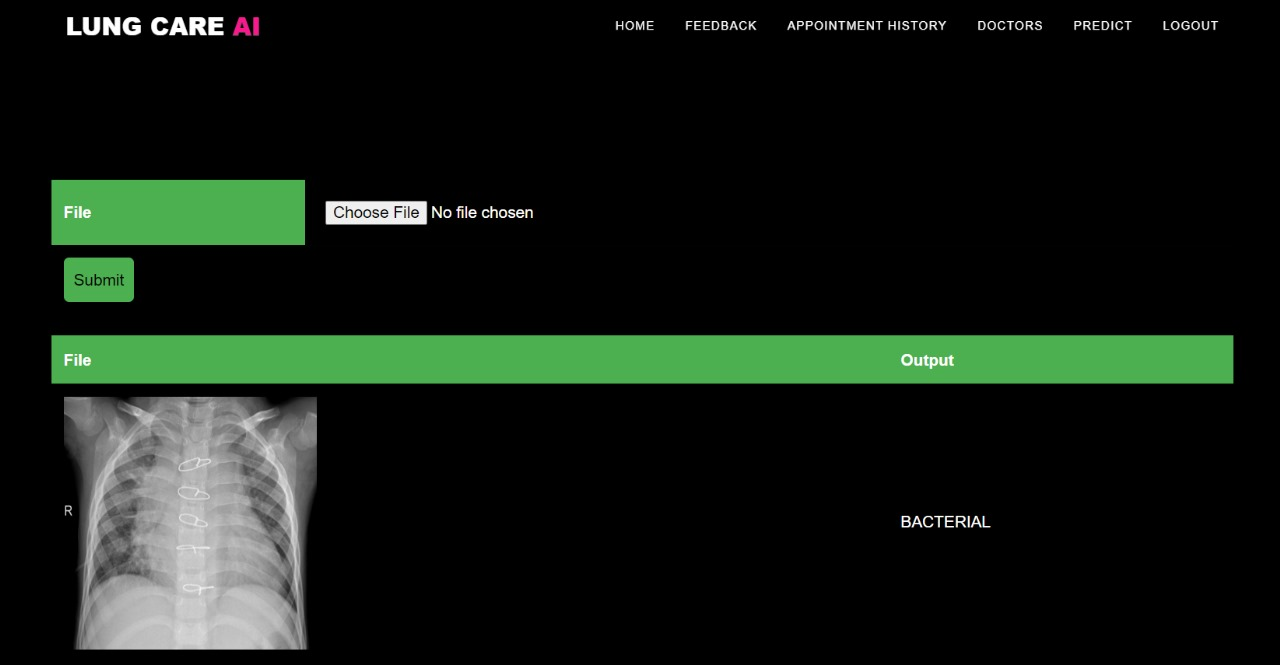 LUNG CARE AI HOME FEEDBACK APPOINTMENT HISTORY DOCTORS PREDICT LOGOUT
File Choose File No file chosen
Submit
File Output
R
BACTERIAL